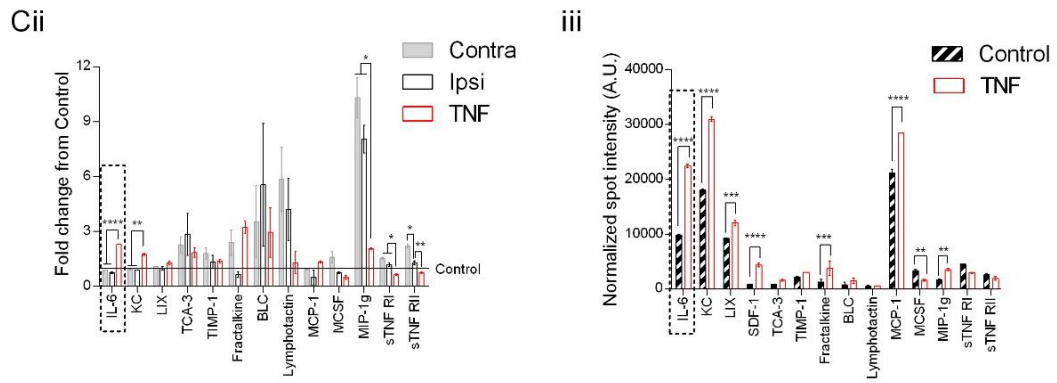 Cii
Fold change from Control
12
9
6
3
0
Contra
Ipsi
TNF
****
**
*
*
*
**
Control
IL-6
KC
LIX
TCA-3
TIMP-1
Fractalkine
BLC
Lymphotactin
MCP-1
MCSF
MIP-1g
sTNF RI
sTNF RII
iii
Normalized spot intensity (A.U.)
40000
30000
20000
10000
0
Control
TNF
****
****
***
****
***
****
**
**
IL-6
KC
LIX
SDF-1
TCA-3
TIMP-1
Fractalkine
BLC
Lymphotactin
MCP-1
MCSF
MIP-1g
sTNF RI
sTNF RII